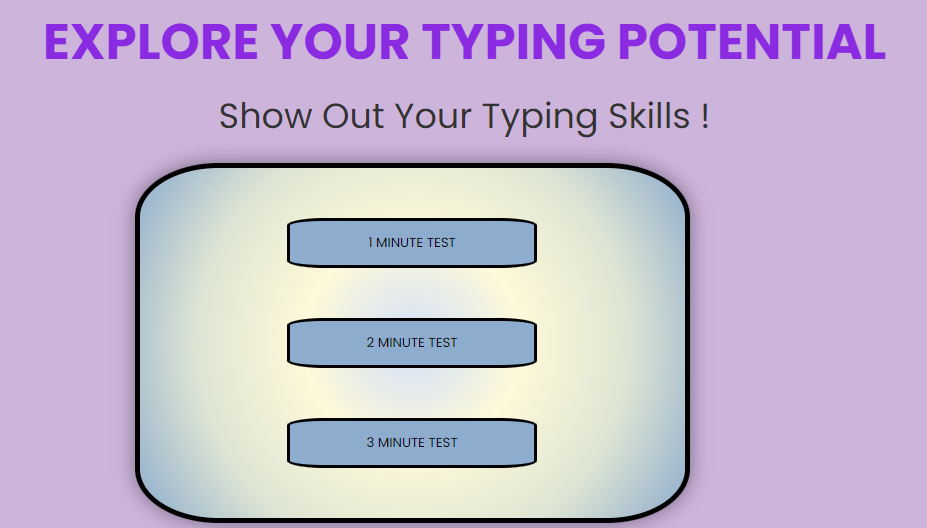 EXPLORE YOUR TYPING POTENTIAL
Show Out Your Typing Skills !
1 MINUTE TEST
2 MINUTE TEST
3 MINUTE TEST